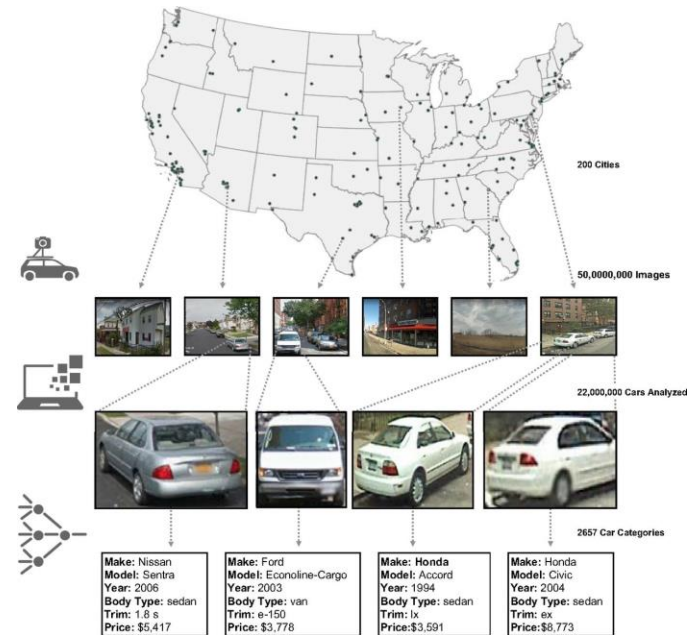 200 Cities
50,0000,000 Images
22,000,000 Cars Analyzed
2657 Car Categories
Make: Nissan
Model: Sentra
Year: 2006
Body Type: sedan
Trim: 1.8 s
Price: $5,417
Make: Ford
Model: Econoline-Cargo
Year: 2003
Body Type: van
Trim: e-150
Price: $3,778
Make: Honda
Model: Accord
Year: 1994
Body Type: sedan
Trim: lx
Price:$3,591
Make: Honda
Model: Civic
Year: 2004
Body Type: sedan
Trim: ex
Price: $8,773